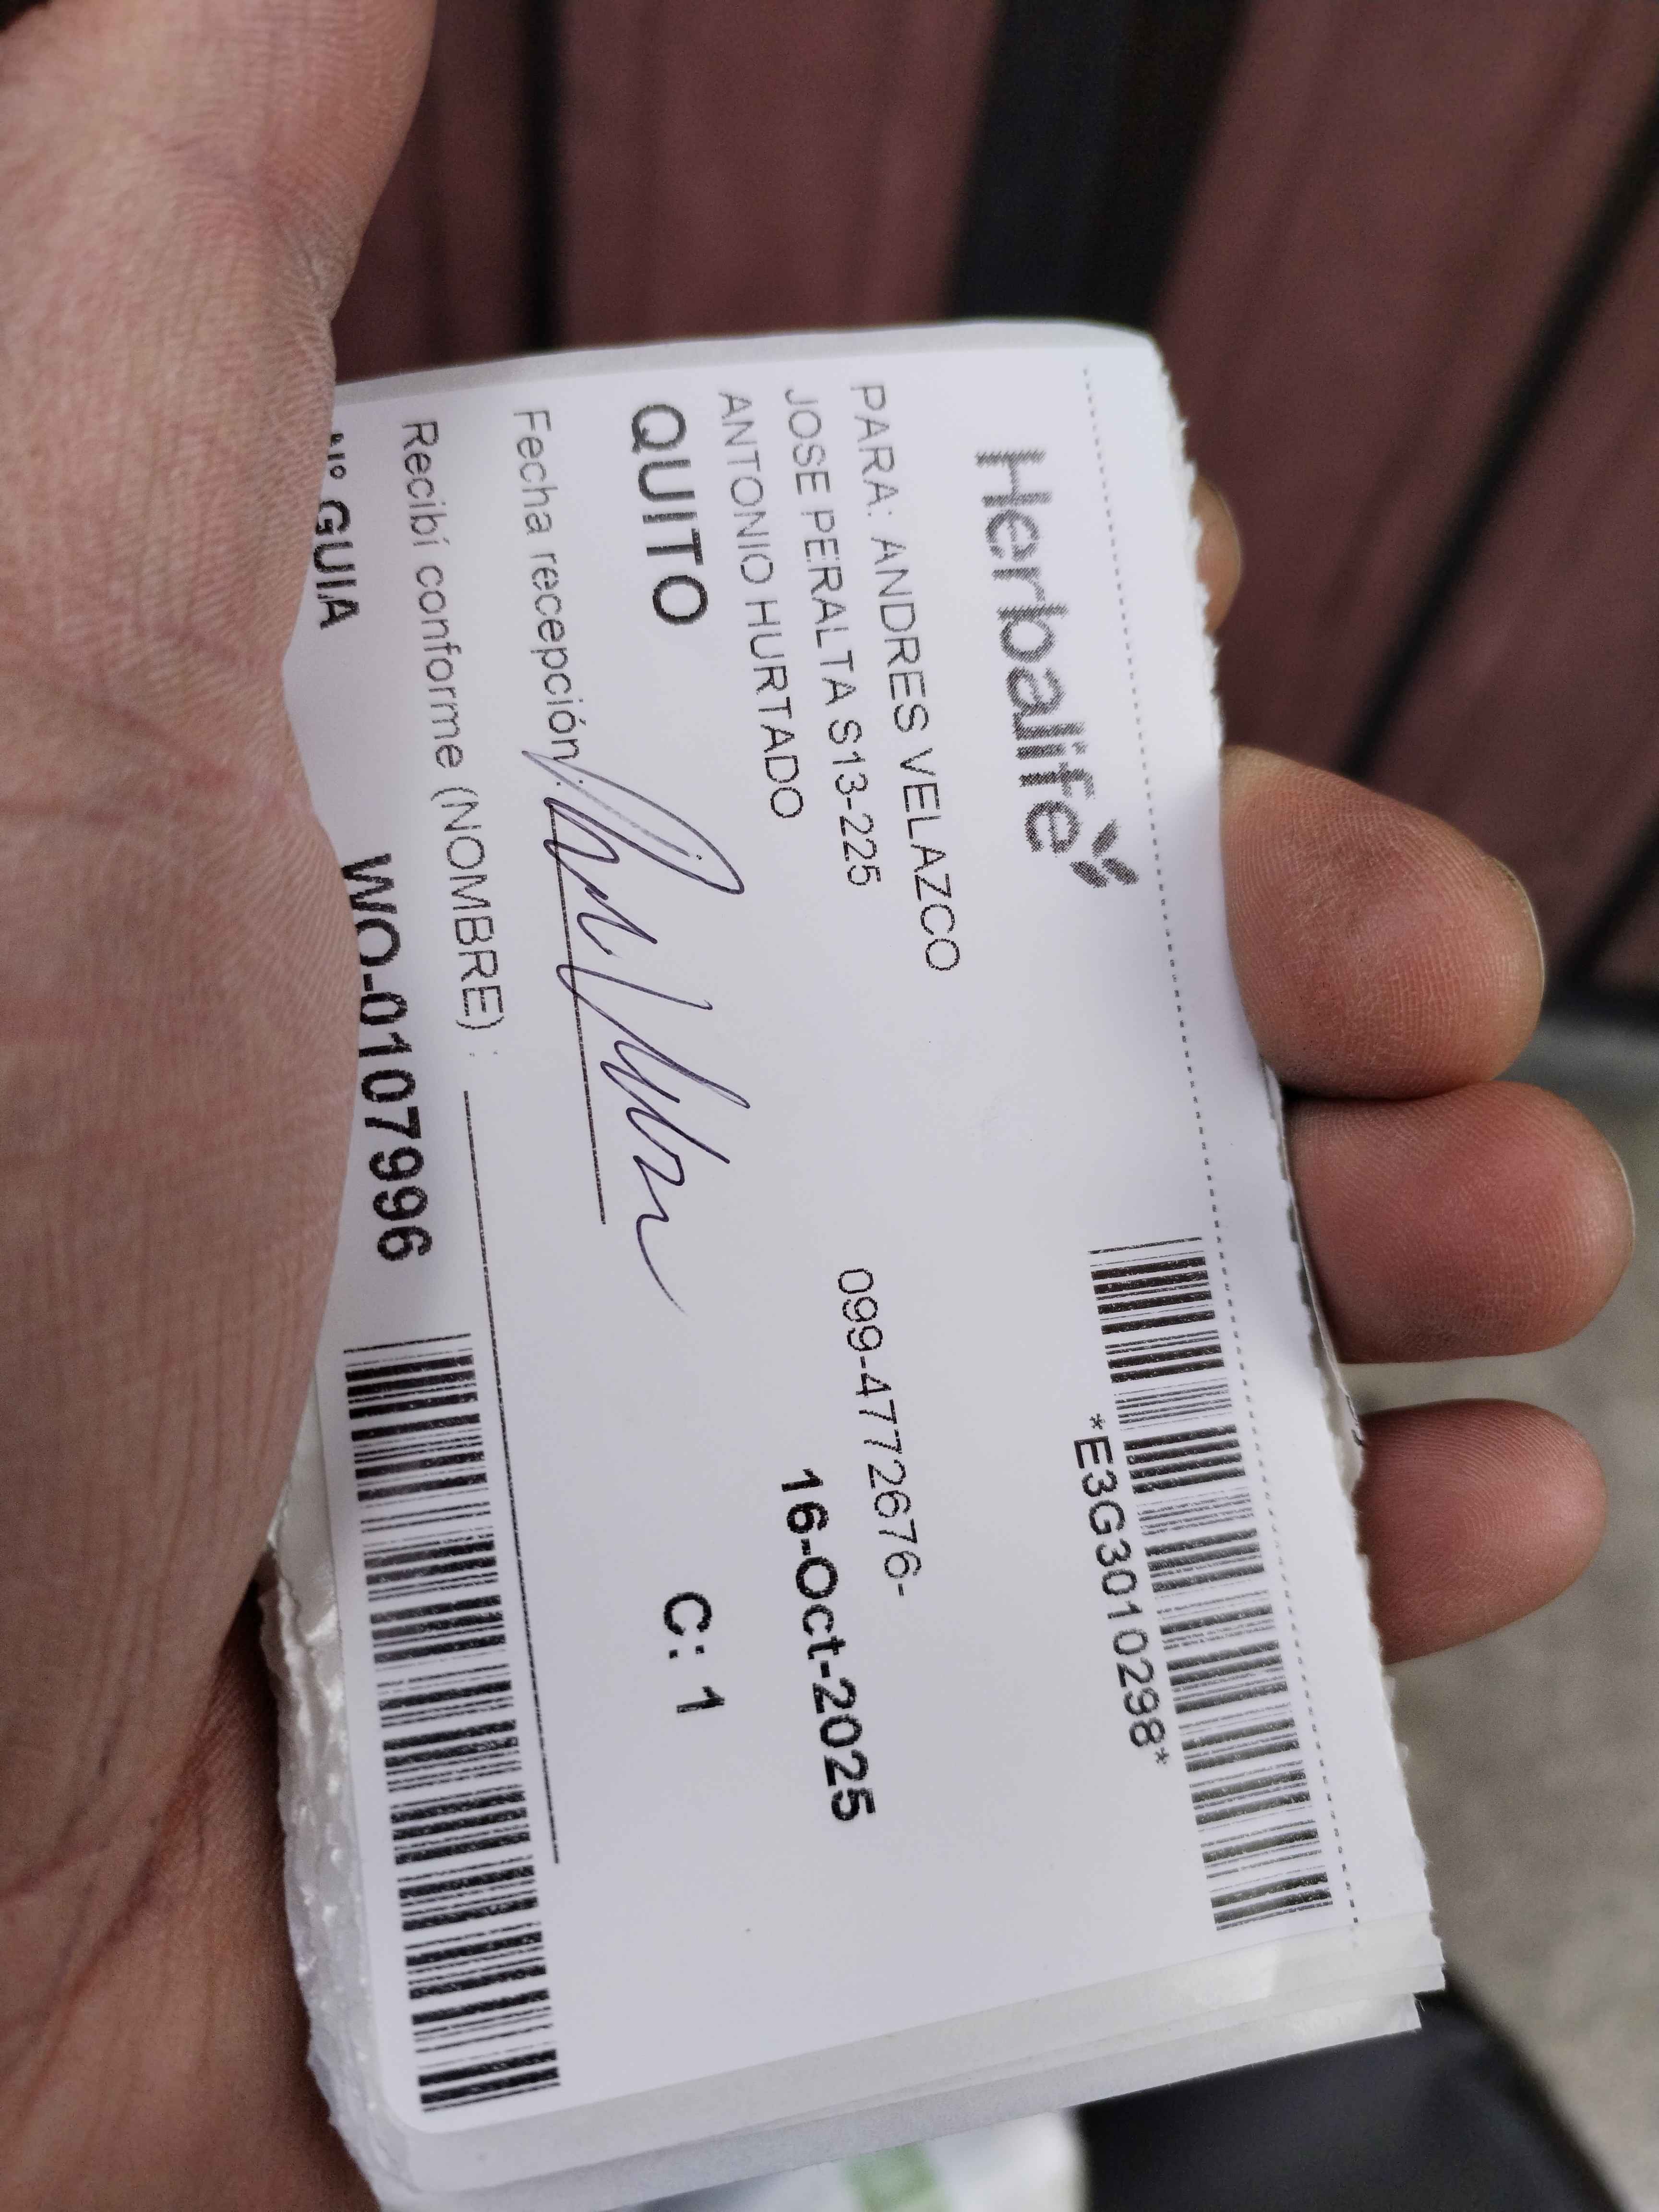 Herbalife
*E3G3010298*
PARA: ANDRES VELAZCO
JOSE PERALTA S13-225
099-4772676-
ANTONIO HURTADO
16-Oct-2025
QUITO
C: 1
Fecha recepción:
Recibí conforme (NOMBRE) :
N° GUIA WO-0107996